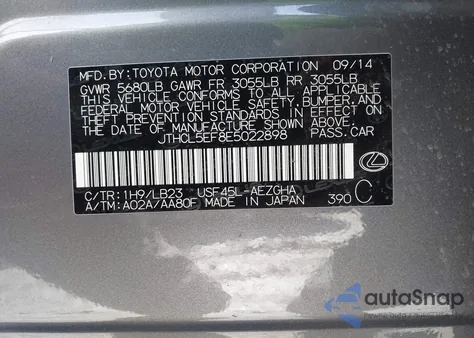 MFD.BY:TOYOTA MOTOR CORPORATION 09/14
GVWR 5680LB GAWR FR 3055LB RR 3055LB
THIS VEHICLE CONFORMS TO ALL APPLICABLE
FEDERAL MOTOR VEHICLE SAFETY, BUMPER, AND
THEFT PREVENTION STANDARDS IN EFFECT ON
THE DATE OF MANUFACTURE SHOWN ABOVE.
JTHCL5EF8E5022898 PASS.CAR
C/TR:1H9/LB23 USF45L-AEZGHA
A/TM:A02A/AA80F MADE IN JAPAN 390 C
autoSnap